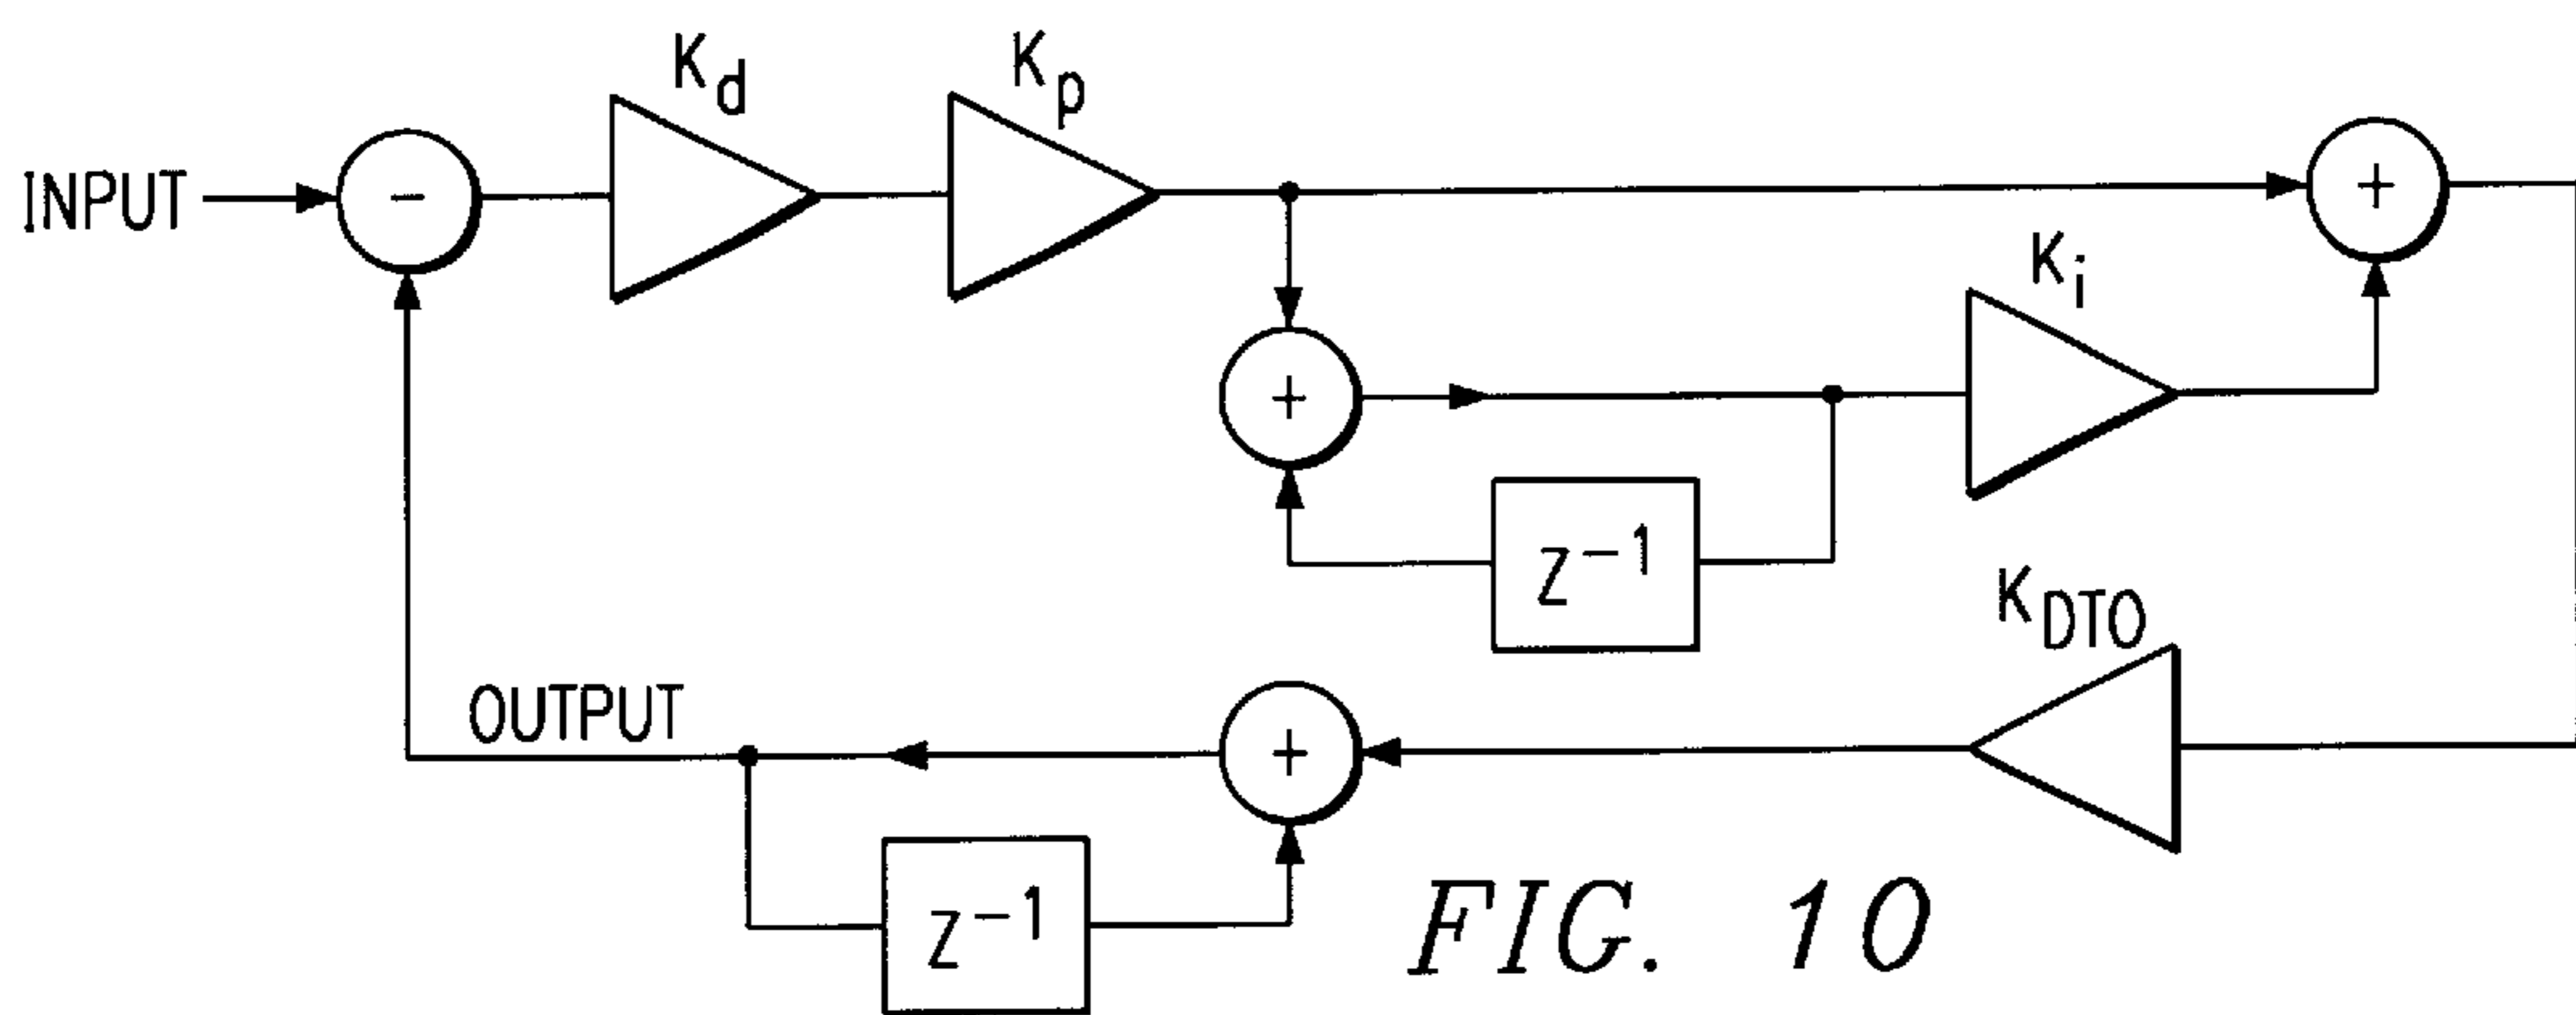 K_d
K_p
INPUT
-
+
K_i
+
z^-1
K_DTO
OUTPUT
+
z^-1
FIG. 10